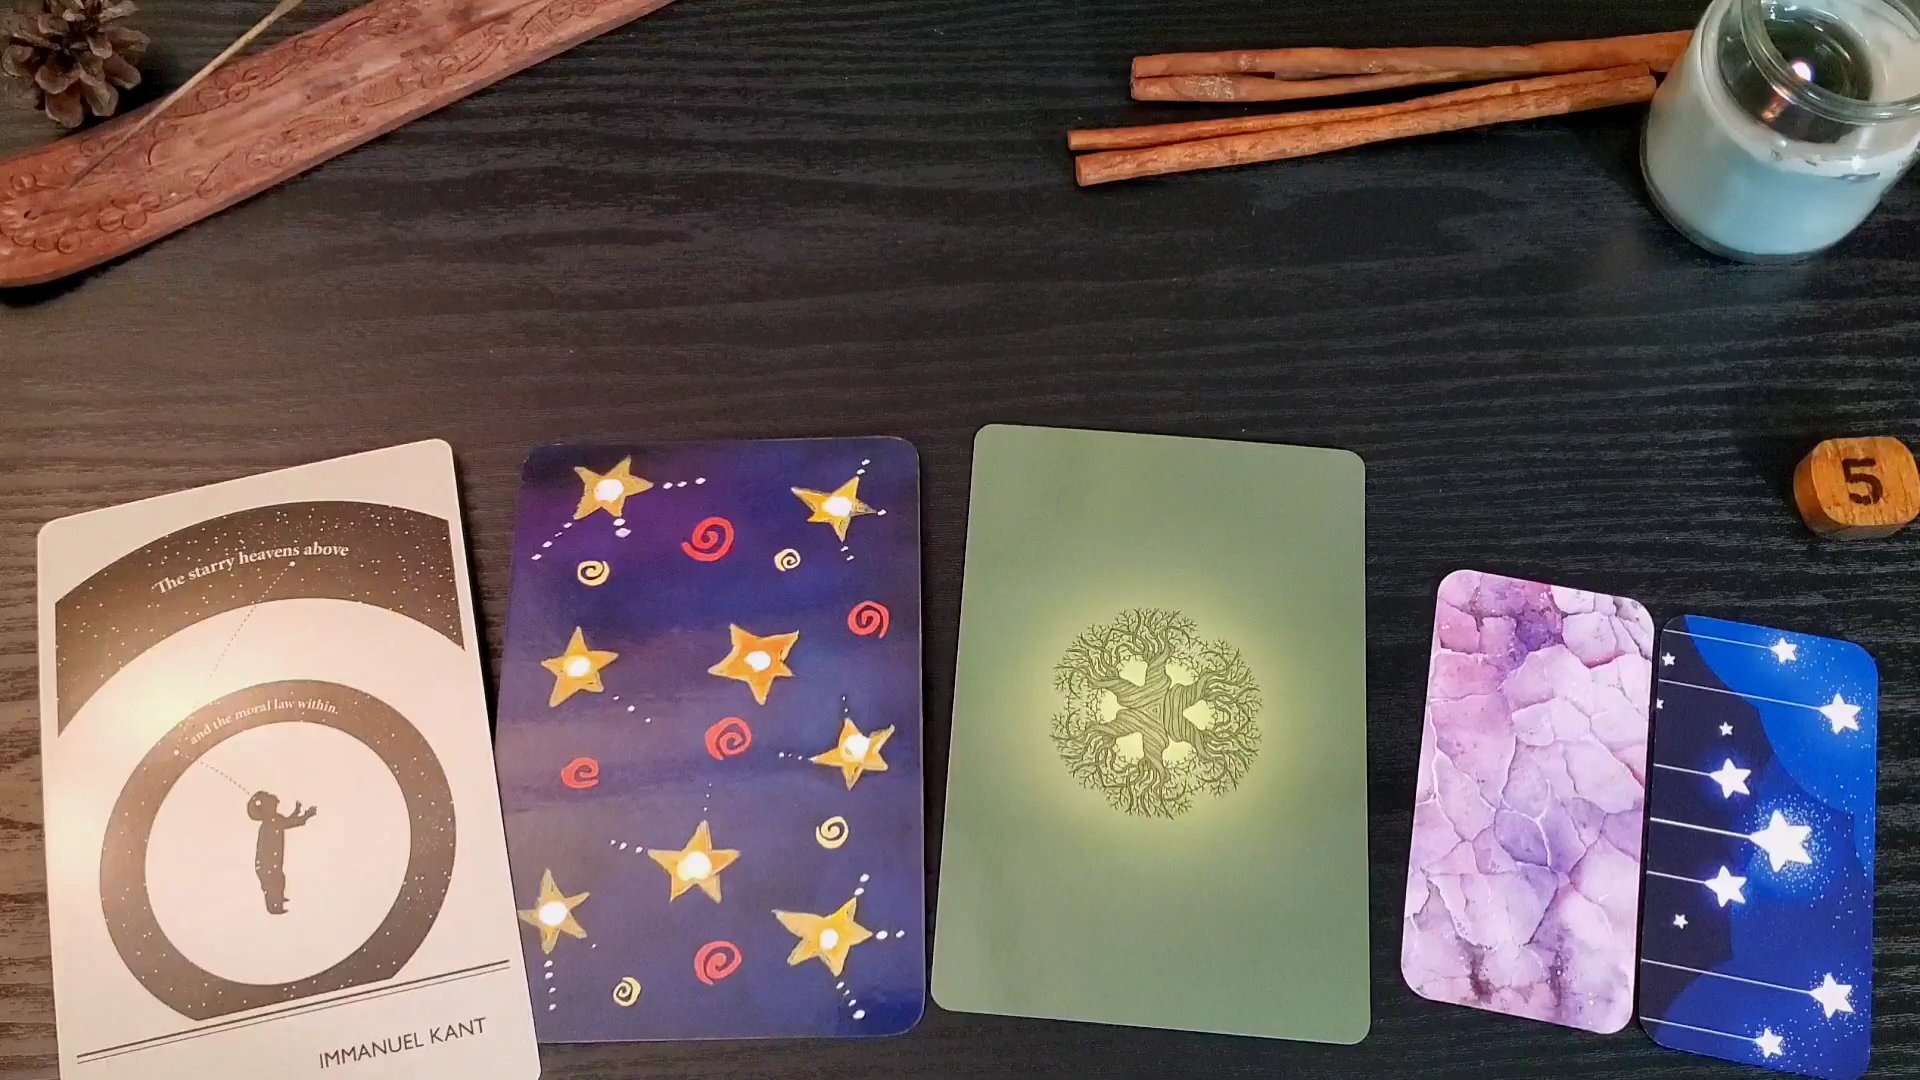 'The starry heavens above
and the moral law within.
IMMANUEL KANT
5